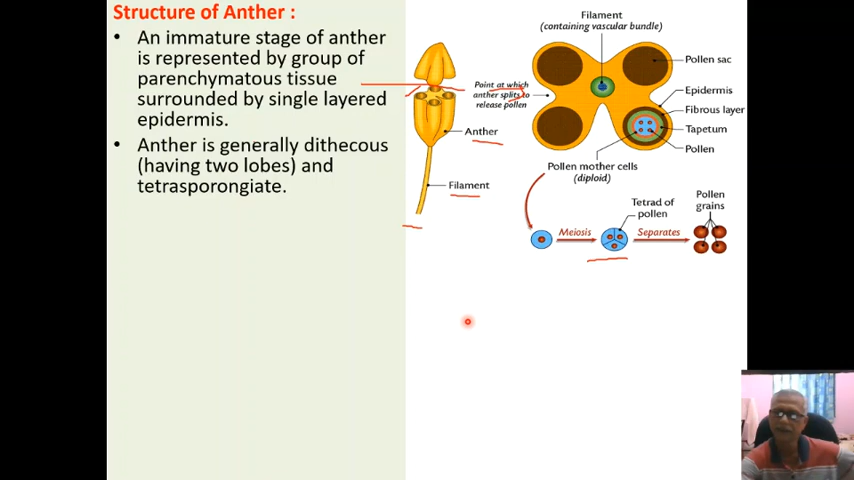 Structure of Anther :
• An immature stage of anther
is represented by group of
parenchymatous tissue
surrounded by single layered
epidermis.
• Anther is generally dithecous
(having two lobes) and
tetrasporongiate.
Filament
(containing vascular bundle)
Pollen sac
Point at which
anther splits to
release pollen
Epidermis
Fibrous layer
Tapetum
Pollen
Anther
Pollen mother cells
(diploid)
Filament
Tetrad of
pollen
Pollen
grains
Meiosis
Separates